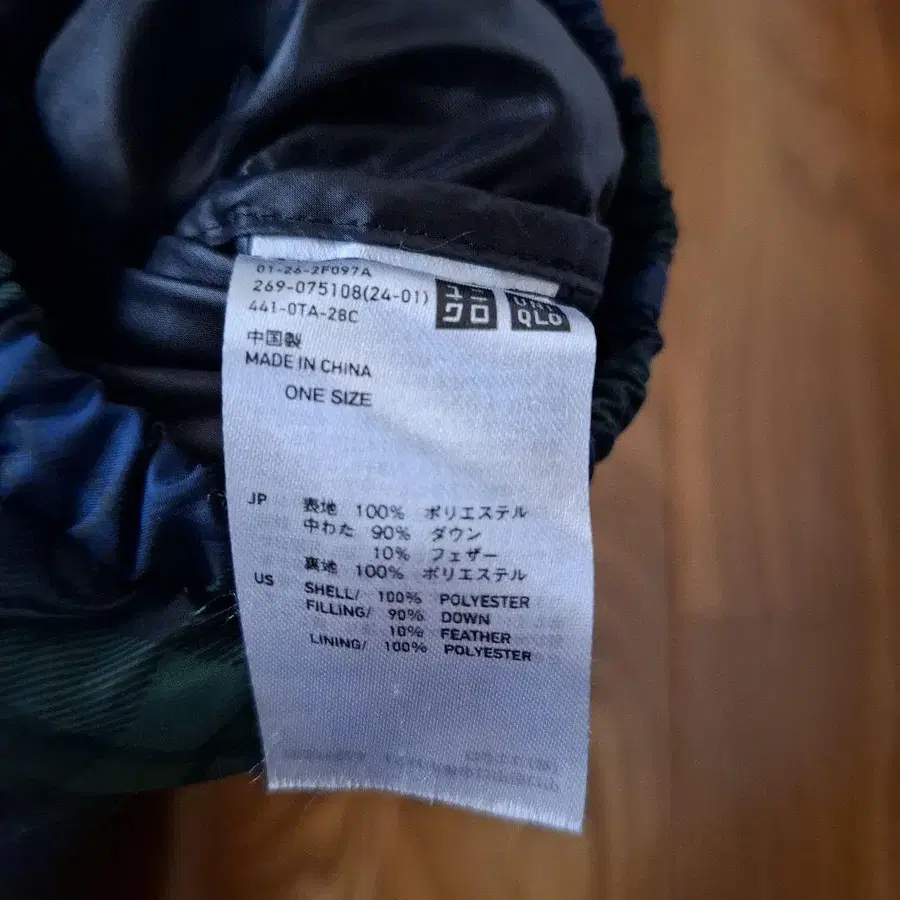 01-26-2F097A
269-075108(24-01)
441-0TA-28C
ユニ
クロ
UNI
QLO
中国製
MADE IN CHINA
ONE SIZE
JP 表地 100% ポリエステル
中わた 90% ダウン
10% フェザー
裏地 100% ポリエステル
US SHELL/ 100% POLYESTER
FILLING/ 90% DOWN
10% FEATHER
LINING/ 100% POLYESTER